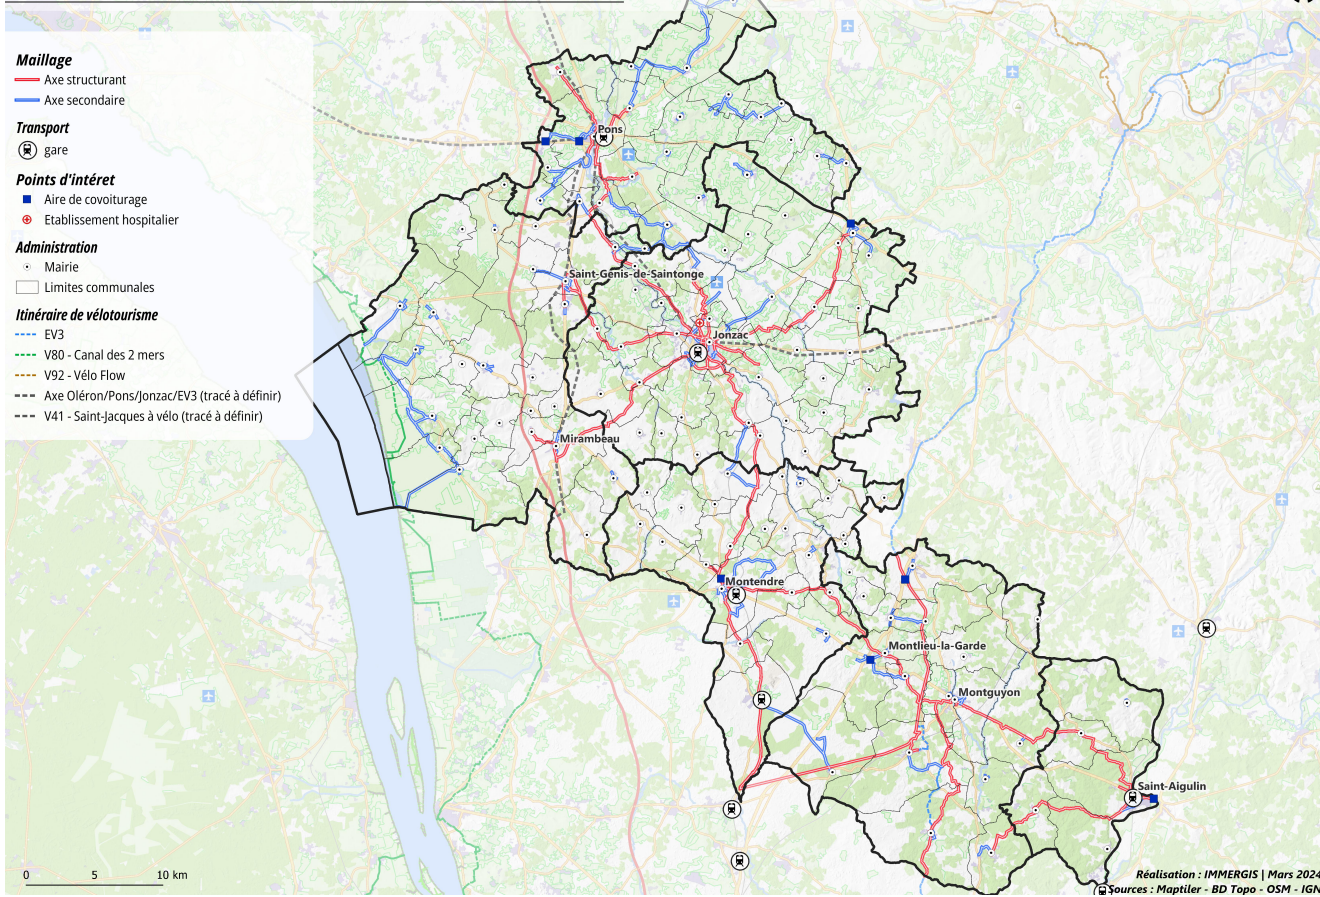 Maillage
Axe structurant
Axe secondaire
Transport
gare
Points d'intéret
Aire de covoiturage
Etablissement hospitalier
Administration
Mairie
Limites communales
Itinéraire de vélotourisme
EV3
V80 - Canal des 2 mers
V92 - Vélo Flow
Axe Oléron/Pons/Jonzac/EV3 (tracé à définir)
V41 - Saint-Jacques à vélo (tracé à définir)
Pons
Saint-Génis-de-Saintonge
Jonzac
Mirambeau
Montendre
Montlieu-la-Garde
Montguyon
Saint-Aigulin
0 5 10 km
Réalisation : IMMERGIS | Mars 2024
Sources : Maptiler - BD Topo - OSM - IGN